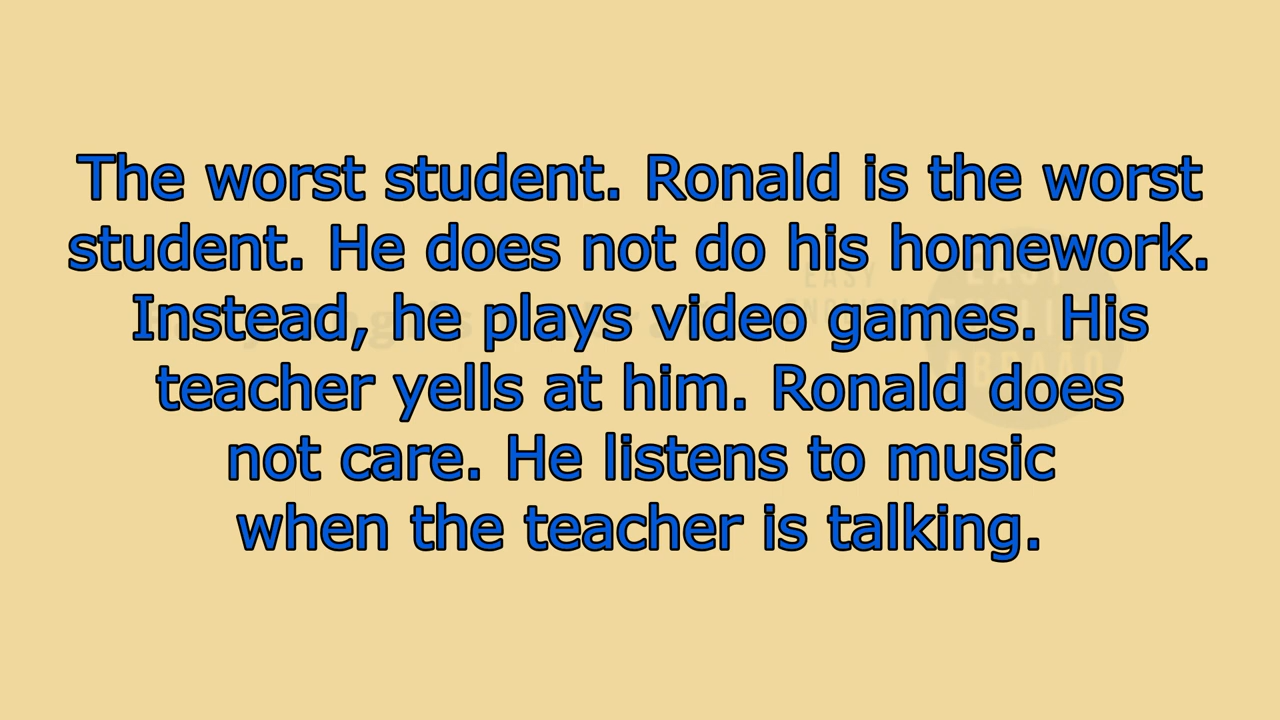 The worst student. Ronald is the worst
student. He does not do his homework.
Instead, he plays video games. His
teacher yells at him. Ronald does
not care. He listens to music
when the teacher is talking.
EASY